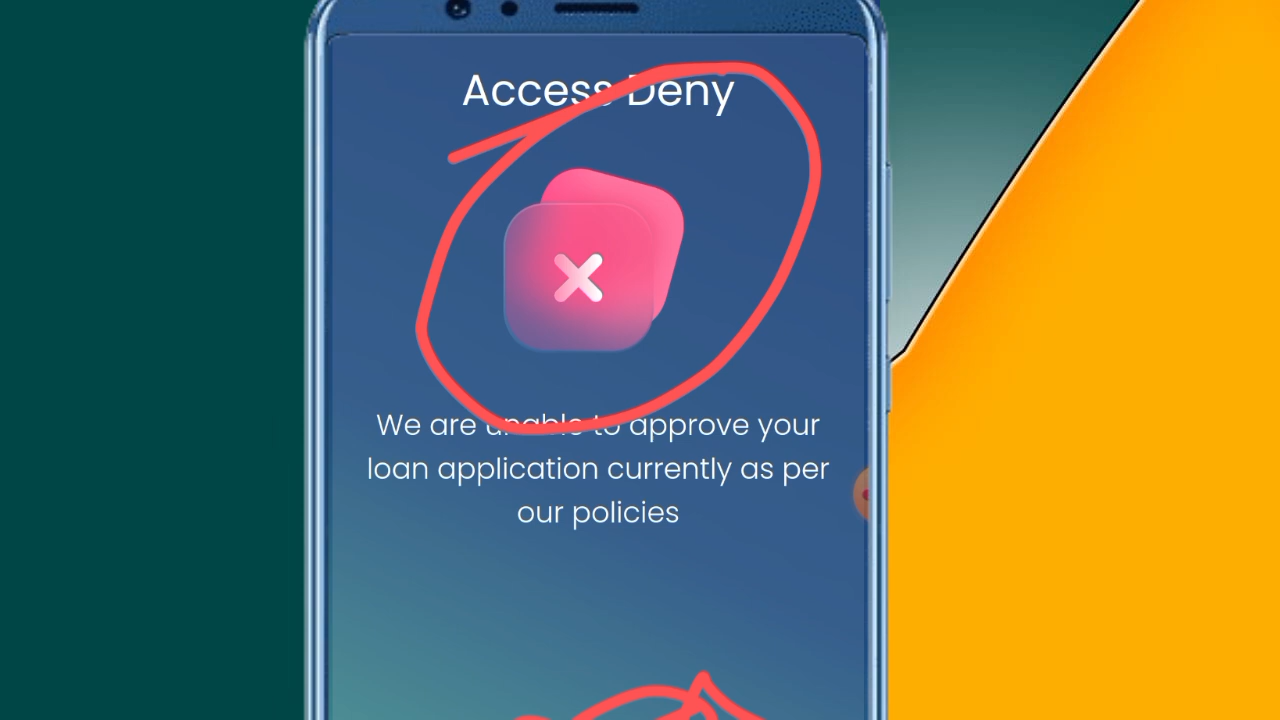 Access Deny
We are unable to approve your
loan application currently as per
our policies